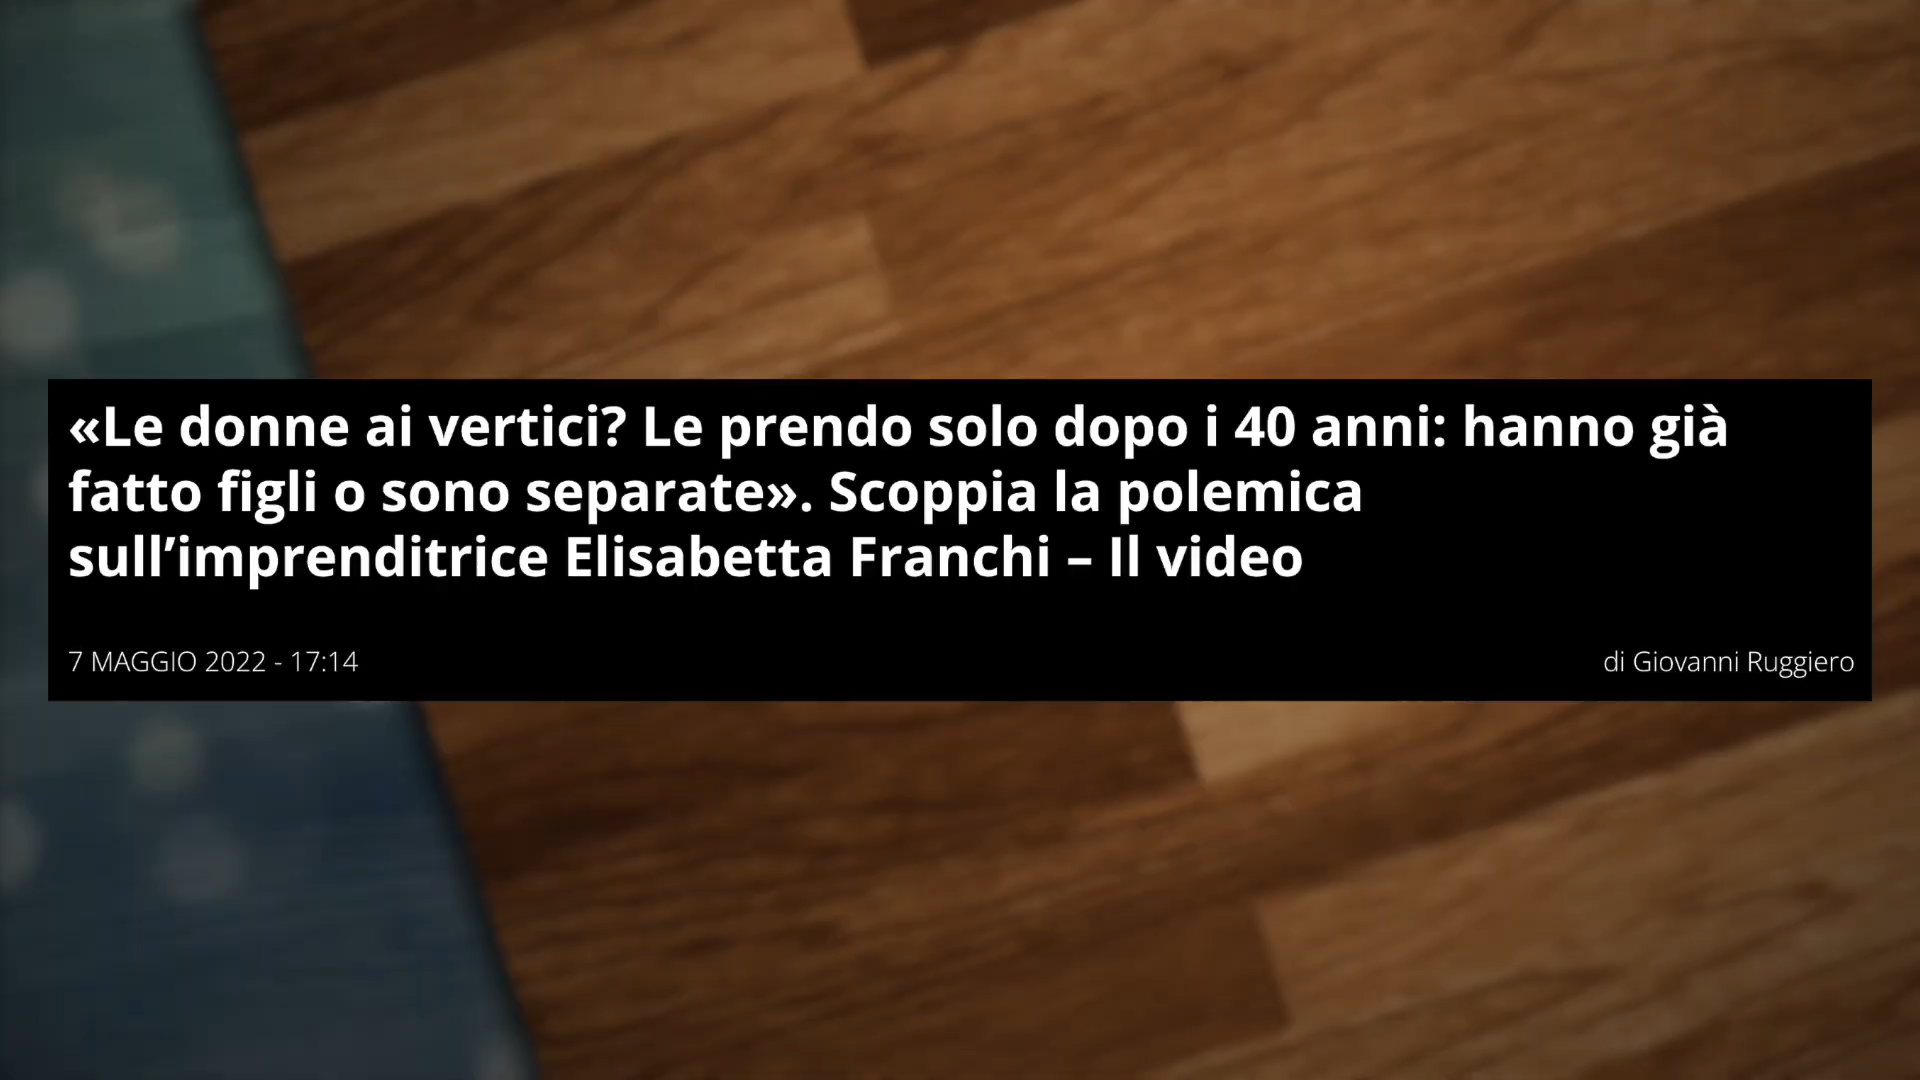 «Le donne ai vertici? Le prendo solo dopo i 40 anni: hanno già
fatto figli o sono separate». Scoppia la polemica
sull’imprenditrice Elisabetta Franchi – Il video
7 MAGGIO 2022 - 17:14
di Giovanni Ruggiero